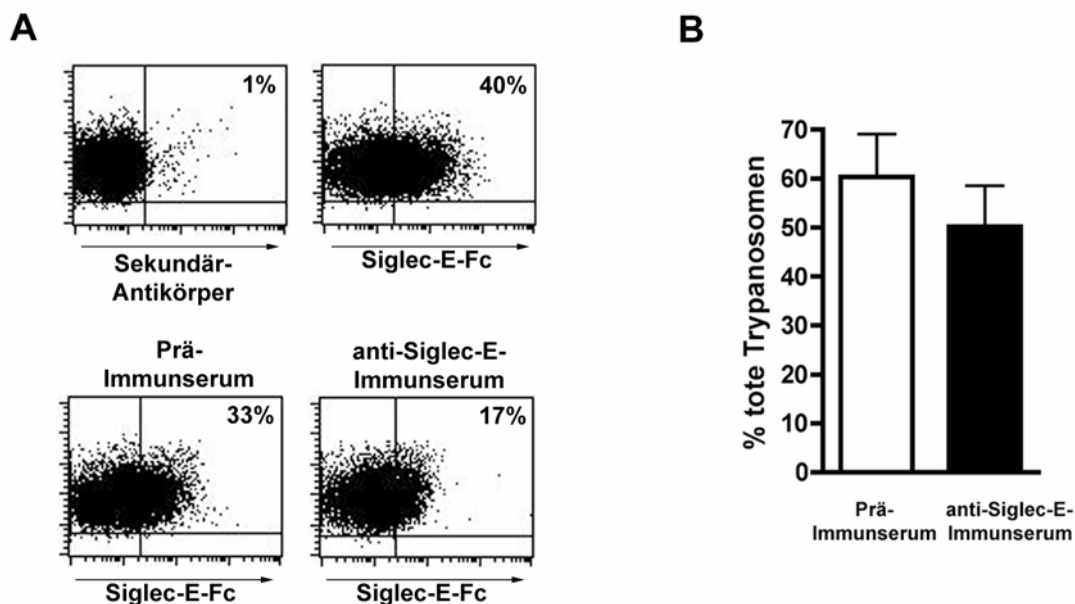 A
1%
40%
Sekundär-
Antikörper
Siglec-E-Fc
Prä-
Immunserum
anti-Siglec-E-
Immunserum
33%
17%
Siglec-E-Fc
Siglec-E-Fc
B
% tote Trypanosomen
70
60
50
40
30
20
10
0
Prä-
Immunserum
anti-Siglec-E-
Immunserum